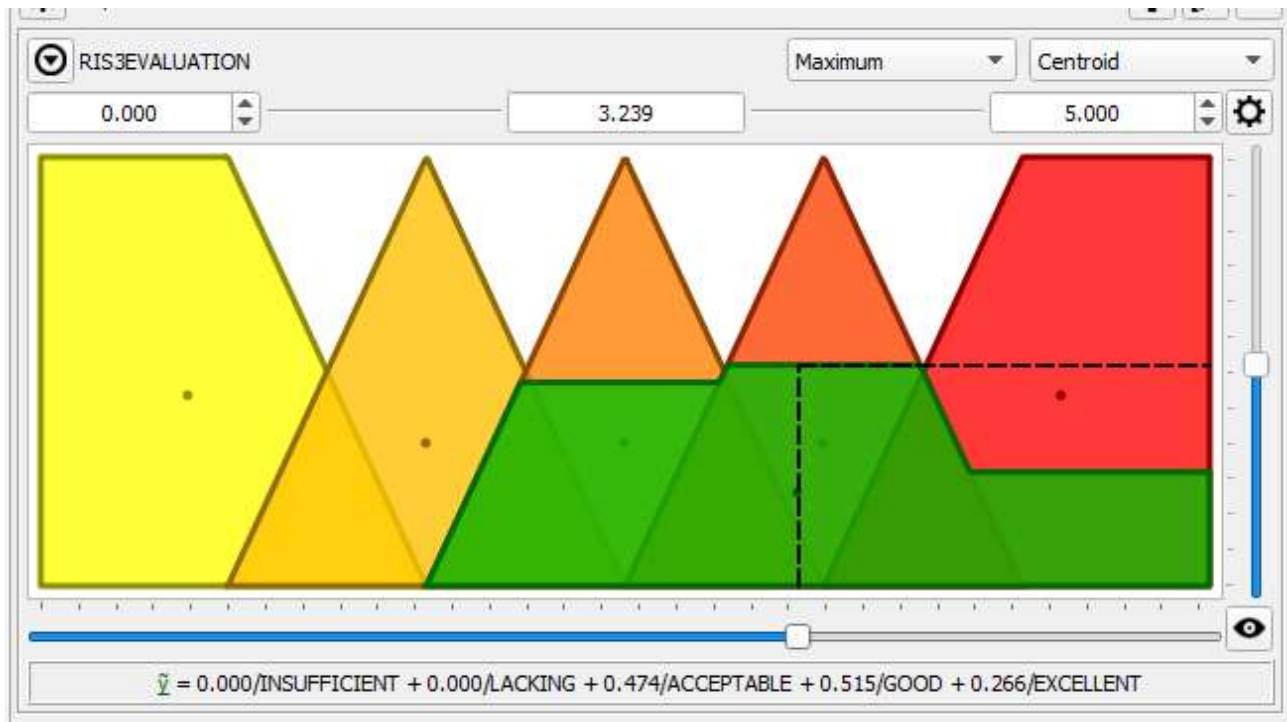 RIS3EVALUATION Maximum Centroid
0.000 3.239 5.000
ỹ = 0.000/INSUFFICIENT + 0.000/LACKING + 0.474/ACCEPTABLE + 0.515/GOOD + 0.266/EXCELLENT